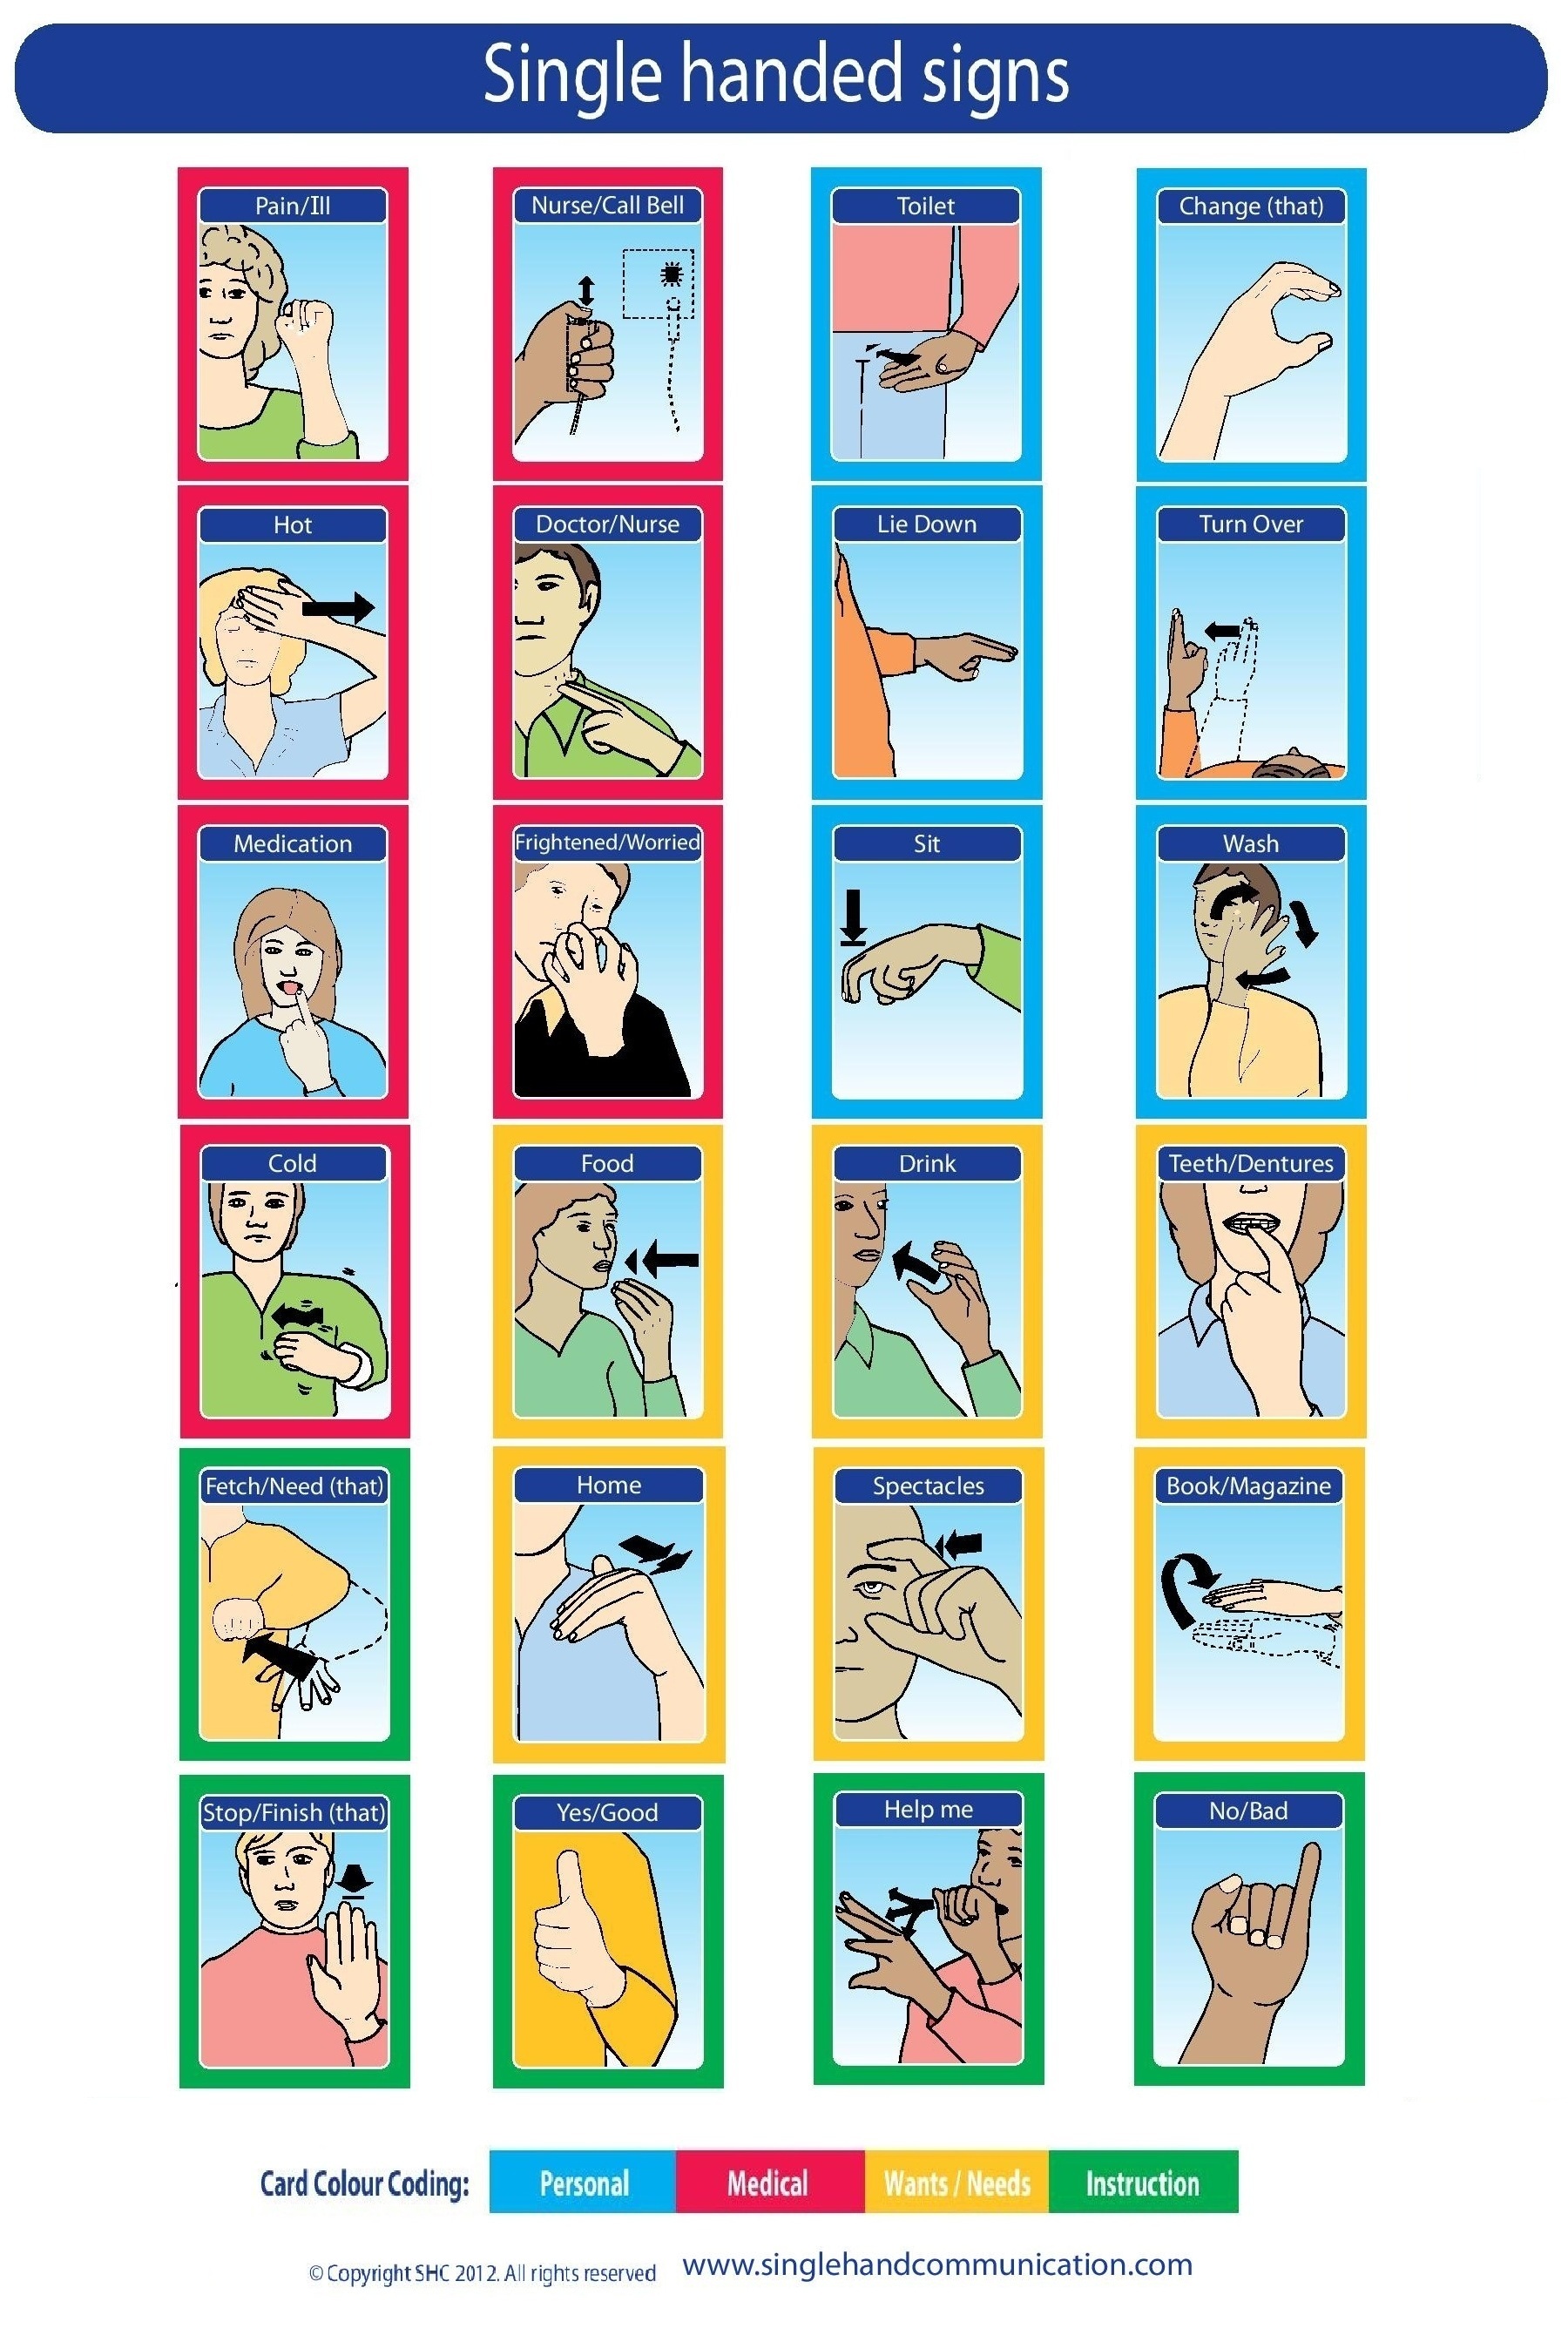 Single handed signs
Pain/Ill
Nurse/Call Bell
Toilet
Change (that)
Hot
Doctor/Nurse
Lie Down
Turn Over
Medication
Frightened/Worried
Sit
Wash
Cold
Food
Drink
Teeth/Dentures
Fetch/Need (that)
Home
Spectacles
Book/Magazine
Stop/Finish (that)
Yes/Good
Help me
No/Bad
Card Colour Coding: Personal Medical Wants / Needs Instruction
© Copyright SHC 2012. All rights reserved www.singlehandcommunication.com